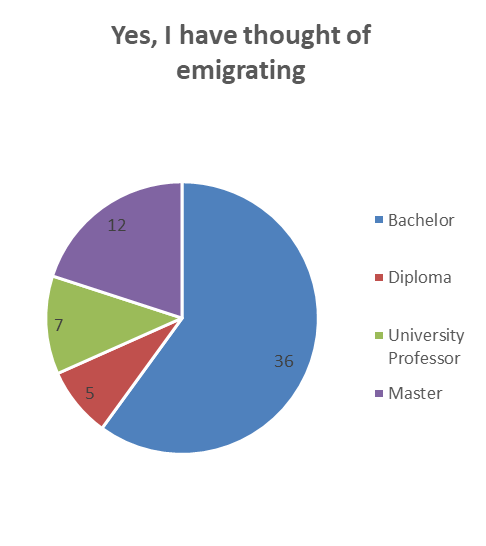 Yes, I have thought of
emigrating
12
7
5
36
Bachelor
Diploma
University
Professor
Master